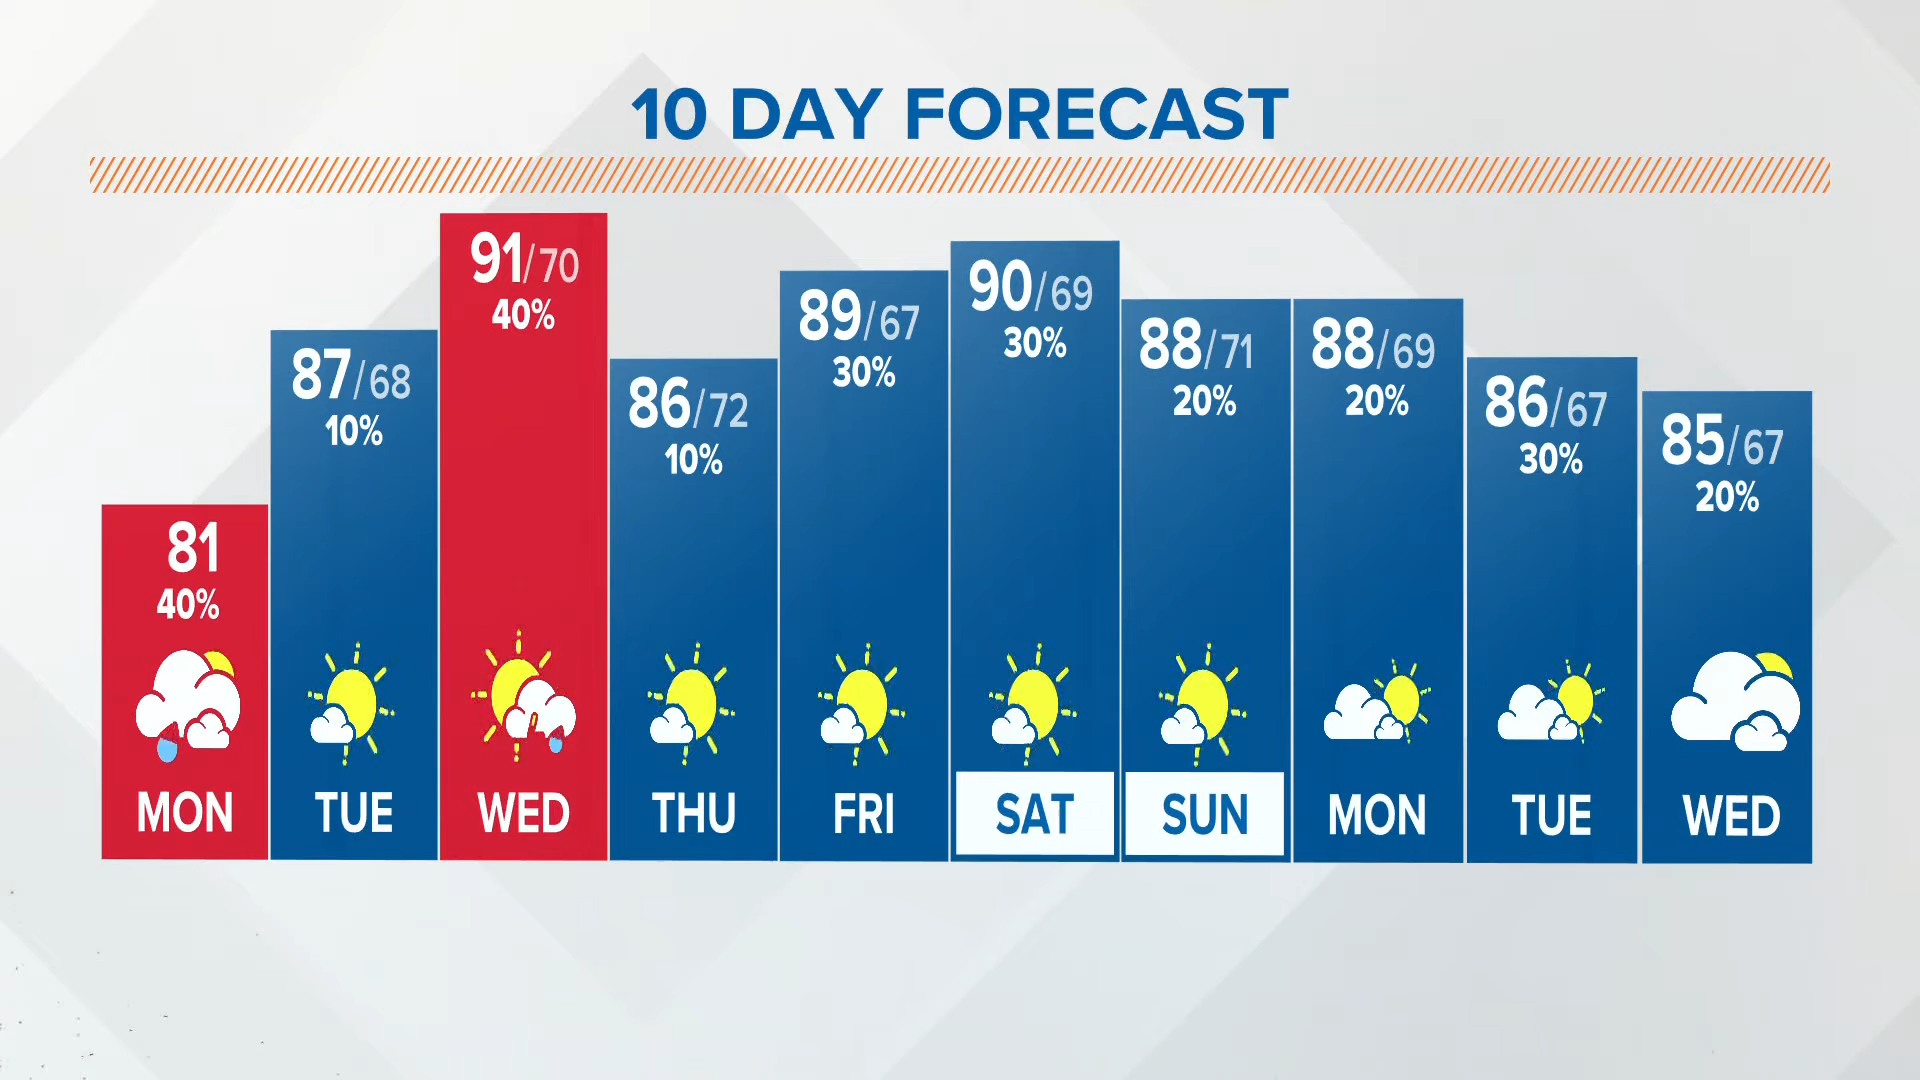 10 DAY FORECAST
81
40%
MON
87/68
10%
TUE
91/70
40%
WED
86/72
10%
THU
89/67
30%
FRI
90/69
30%
SAT
88/71
20%
SUN
88/69
20%
MON
86/67
30%
TUE
85/67
20%
WED